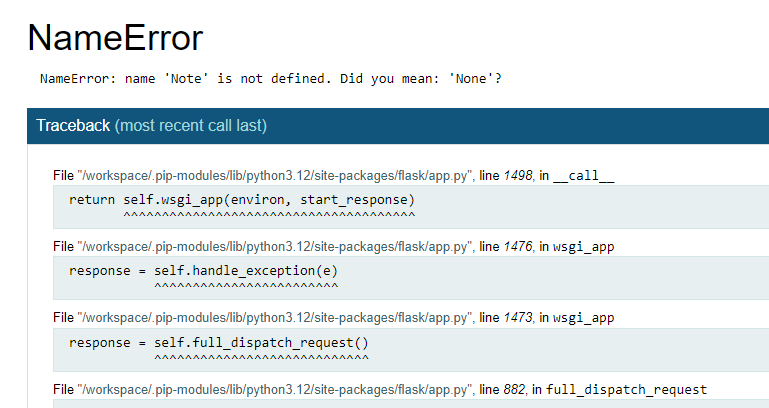 NameError
NameError: name 'Note' is not defined. Did you mean: 'None'?
Traceback (most recent call last)
File "/workspace/.pip-modules/lib/python3.12/site-packages/flask/app.py", line 1498, in __call__
return self.wsgi_app(environ, start_response)
^^^^^^^^^^^^^^^^^^^^^^^^^^^^^^^^^^^^^^
File "/workspace/.pip-modules/lib/python3.12/site-packages/flask/app.py", line 1476, in wsgi_app
response = self.handle_exception(e)
^^^^^^^^^^^^^^^^^^^^^^^^
File "/workspace/.pip-modules/lib/python3.12/site-packages/flask/app.py", line 1473, in wsgi_app
response = self.full_dispatch_request()
^^^^^^^^^^^^^^^^^^^^^^^^^^^^
File "/workspace/.pip-modules/lib/python3.12/site-packages/flask/app.py", line 882, in full_dispatch_request